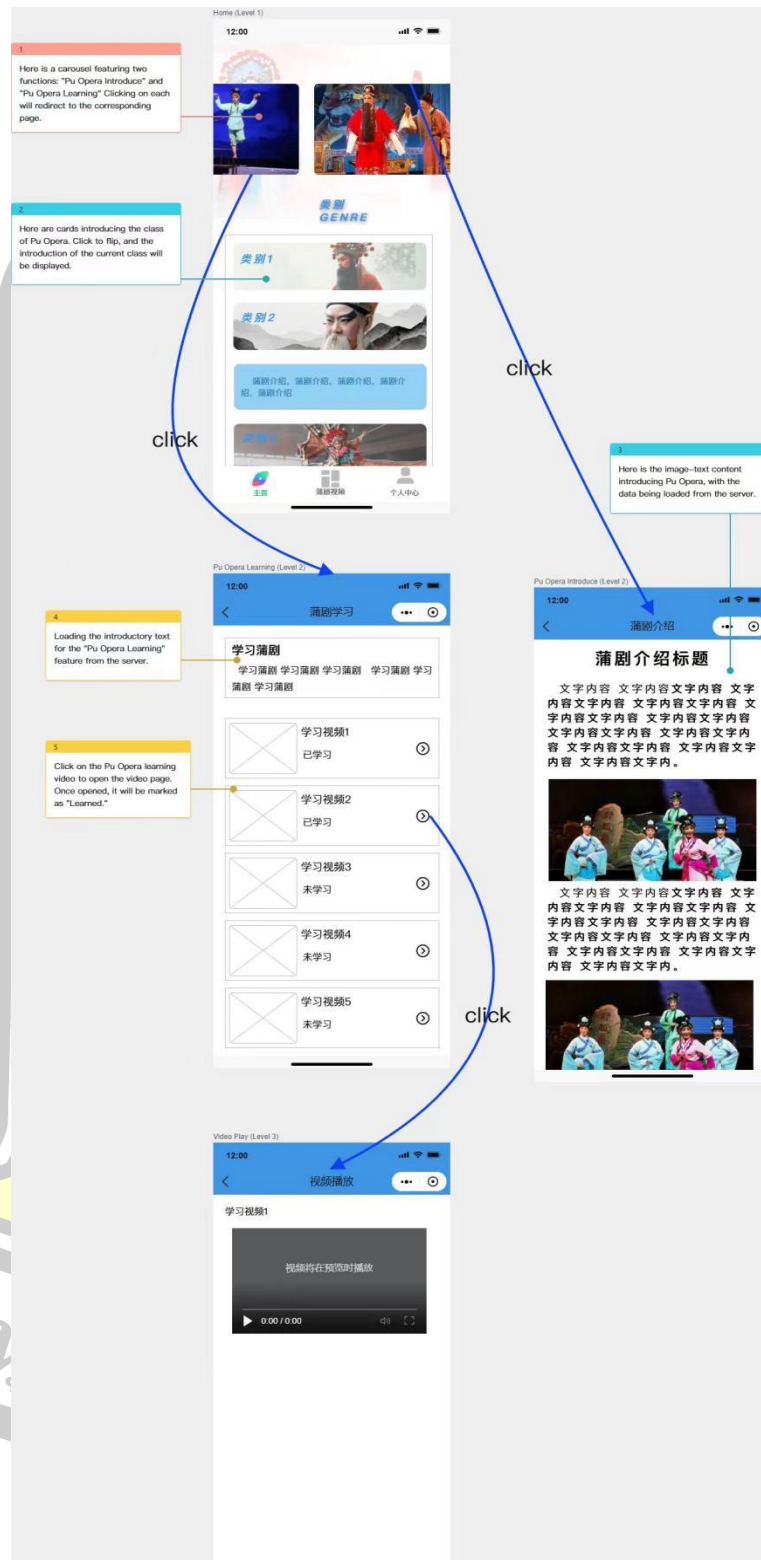 Home (Level 1)
12:00
1
Here is a carousel featuring two
functions: "Pu Opera Introduce" and
"Pu Opera Learning" Clicking on each
will redirect to the corresponding
page.
类别
GENRE
2
Here are cards introducing the class
of Pu Opera. Click to flip, and the
introduction of the current class will
be displayed.
类别1
类别2
蒲剧介绍，蒲剧介绍，蒲剧介绍，蒲剧介
绍，蒲剧介绍
click
click
主页
蒲剧视频
个人中心
3
Here is the image-text content
introducing Pu Opera, with the
data being loaded from the server.
Pu Opera Learning (Level 2)
12:00
蒲剧学习
4
Loading the introductory text
for the "Pu Opera Learning"
feature from the server.
学习蒲剧
学习蒲剧 学习蒲剧 学习蒲剧 学习蒲剧 学习
蒲剧 学习蒲剧
5
Click on the Pu Opera learning
video to open the video page.
Once opened, it will be marked
as "Learned."
学习视频1
已学习
学习视频2
已学习
学习视频3
未学习
学习视频4
未学习
学习视频5
未学习
click
Pu Opera Introduce (Level 2)
12:00
蒲剧介绍
蒲剧介绍标题
文字内容 文字内容文字内容 文字
内容文字内容 文字内容文字内容 文
字内容文字内容 文字内容文字内容
文字内容文字内容 文字内容文字内
容 文字内容文字内容 文字内容文字
内容 文字内容文字内。
文字内容 文字内容文字内容 文字
内容文字内容 文字内容文字内容 文
字内容文字内容 文字内容文字内容
文字内容文字内容 文字内容文字内
容 文字内容文字内容 文字内容文字
内容 文字内容文字内。
Video Play (Level 3)
12:00
视频播放
学习视频1
视频将在预览时播放
0:00 / 0:00